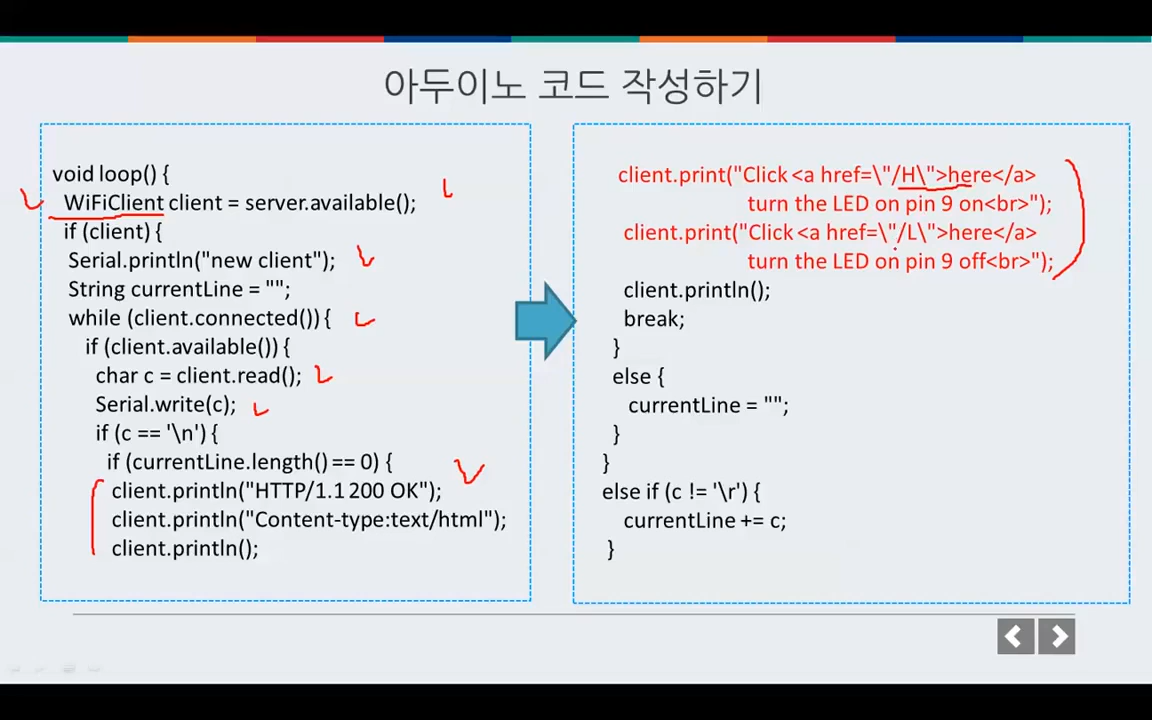 아두이노 코드 작성하기
void loop() {
WiFiClient client = server.available();
if (client) {
Serial.println("new client");
String currentLine = "";
while (client.connected()) {
if (client.available()) {
char c = client.read();
Serial.write(c);
if (c == '\n') {
if (currentLine.length() == 0) {
client.println("HTTP/1.1 200 OK");
client.println("Content-type:text/html");
client.println();
client.print("Click <a href=\"/H\">here</a>
turn the LED on pin 9 on<br>");
client.print("Click <a href=\"/L\">here</a>
turn the LED on pin 9 off<br>");
client.println();
break;
}
else {
currentLine = "";
}
}
else if (c != '\r') {
currentLine += c;
}